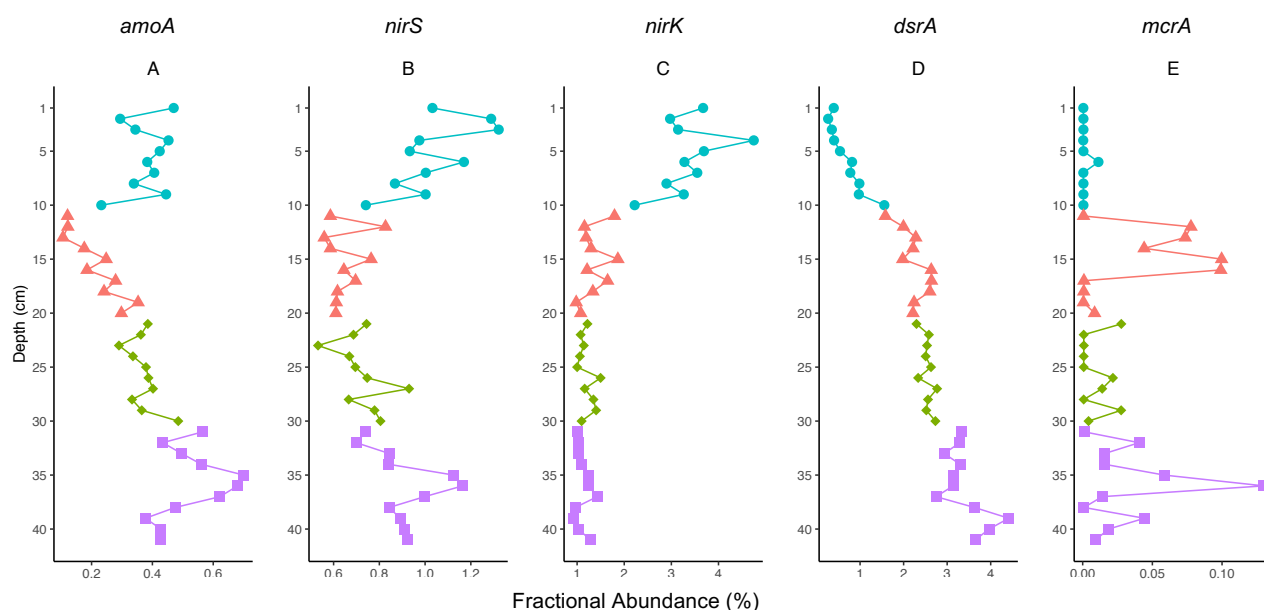 amoA nirS nirK dsrA mcrA
A B C D E
1 1 1 1 1
5 5 5 5 5
10 10 10 10 10
15 15 15 15 15
20 20 20 20 20
Depth (cm)
25 25 25 25 25
30 30 30 30 30
35 35 35 35 35
40 40 40 40 40
0.2 0.4 0.6 0.6 0.8 1.0 1.2 1 2 3 4 1 2 3 4 0.00 0.05 0.10
Fractional Abundance (%)